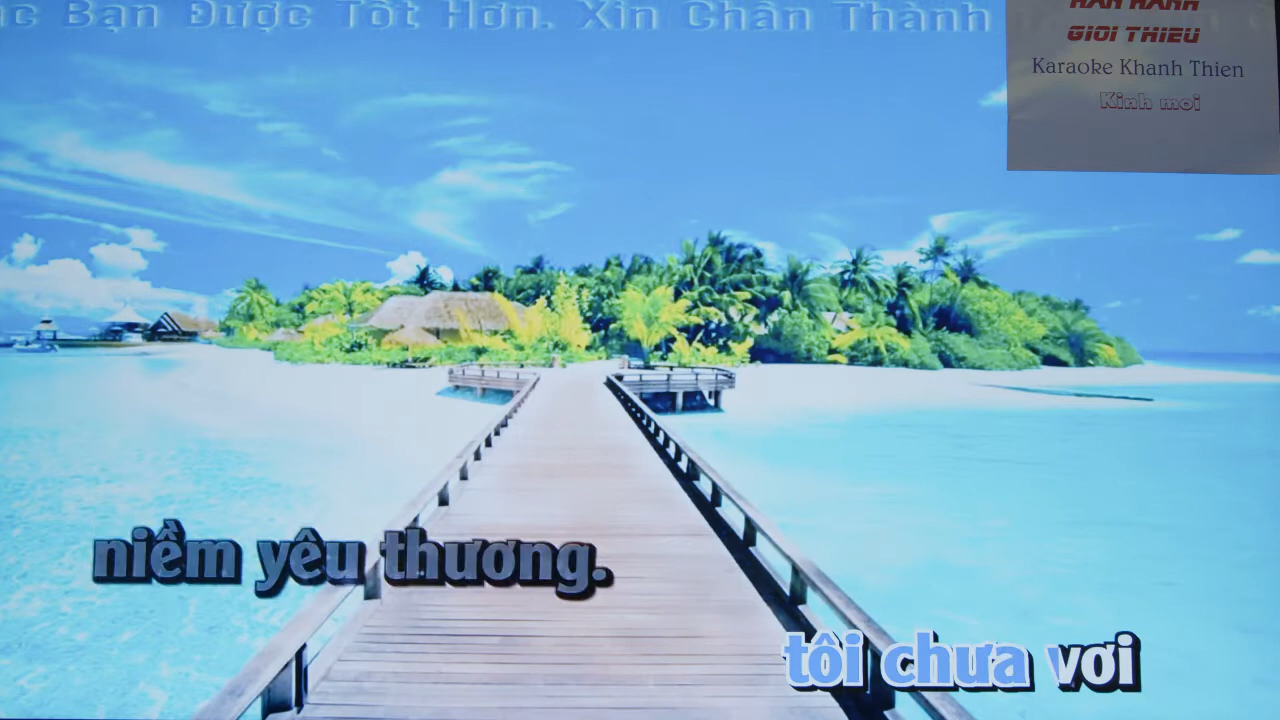 Bạn Được Tốt Hơn. Xin Chân Thành
HAN HANH
GIOI THIEU
Karaoke Khanh Thien
Kinh moi
niềm yêu thương.
tôi chưa vơi